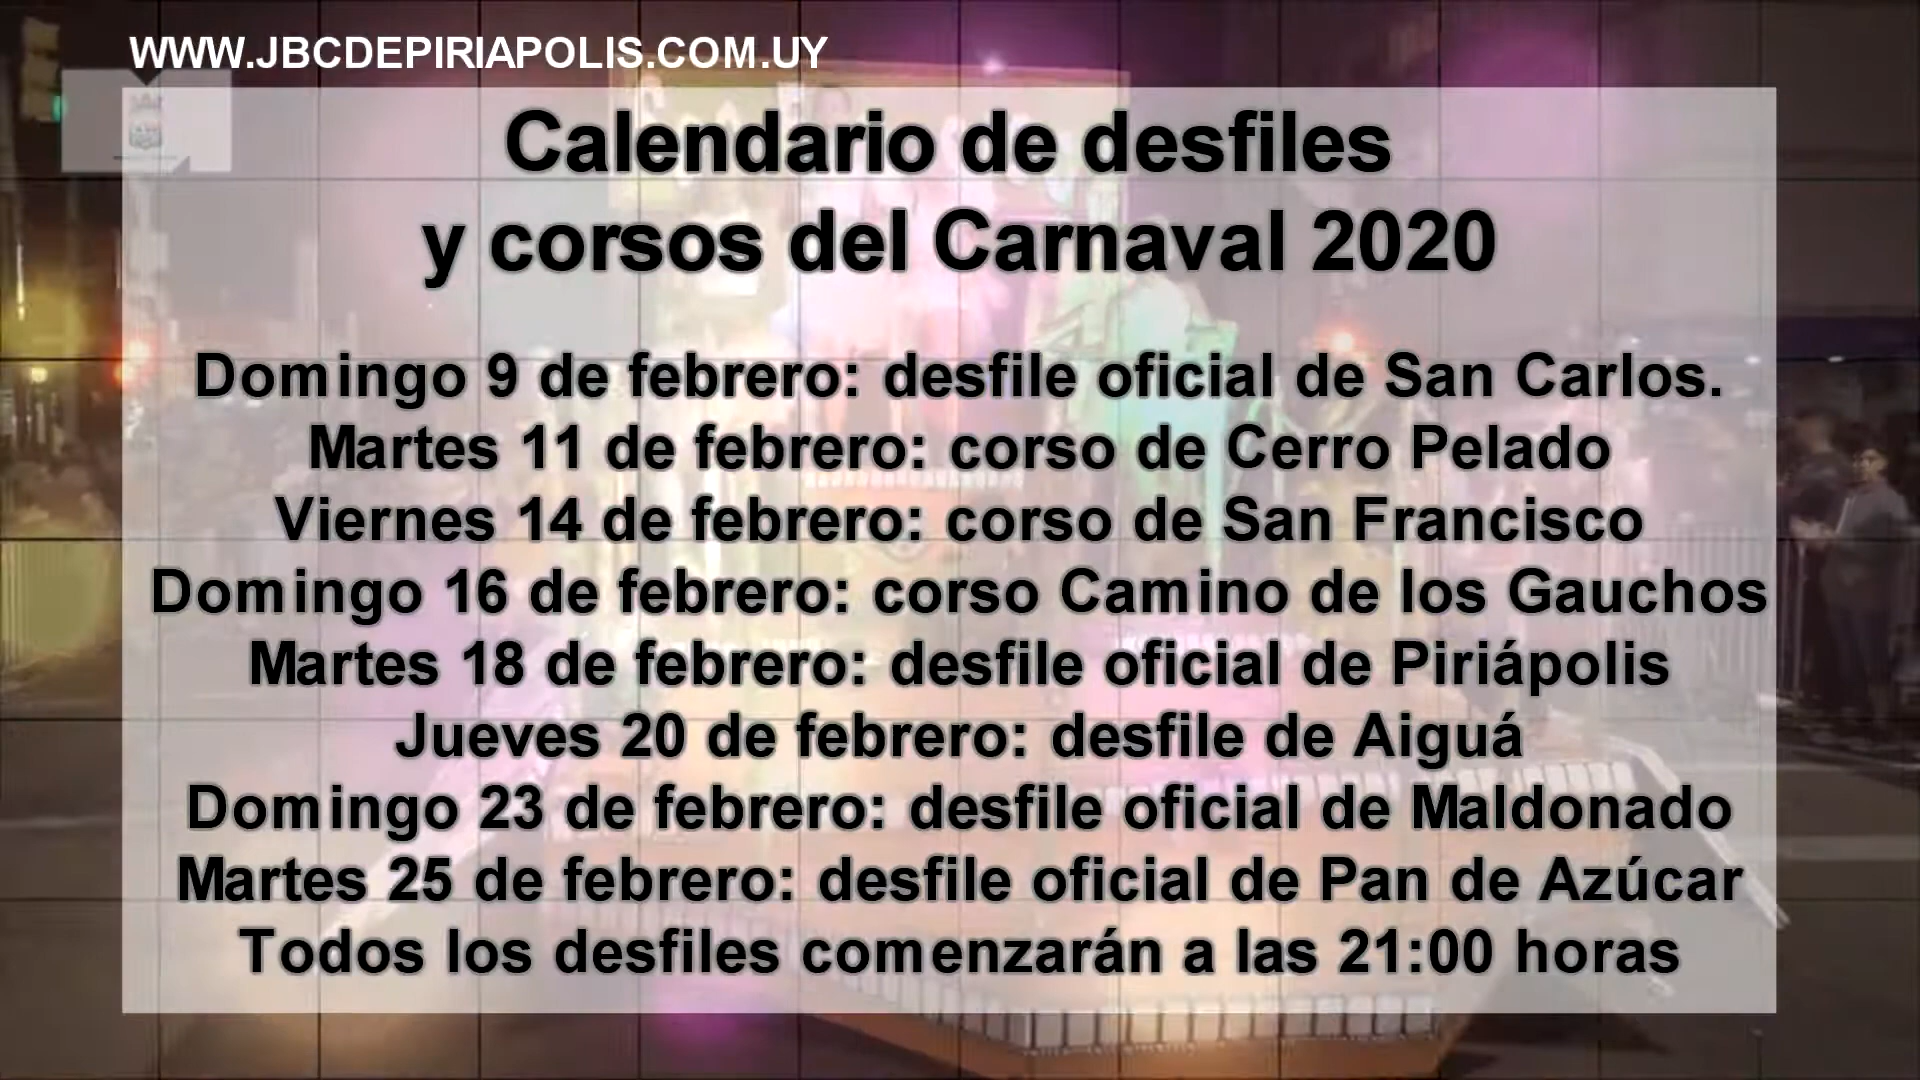 WWW.JBCDEPIRIAPOLIS.COM.UY
Calendario de desfiles
y corsos del Carnaval 2020
Domingo 9 de febrero: desfile oficial de San Carlos.
Martes 11 de febrero: corso de Cerro Pelado
Viernes 14 de febrero: corso de San Francisco
Domingo 16 de febrero: corso Camino de los Gauchos
Martes 18 de febrero: desfile oficial de Piriápolis
Jueves 20 de febrero: desfile de Aiguá
Domingo 23 de febrero: desfile oficial de Maldonado
Martes 25 de febrero: desfile oficial de Pan de Azúcar
Todos los desfiles comenzarán a las 21:00 horas